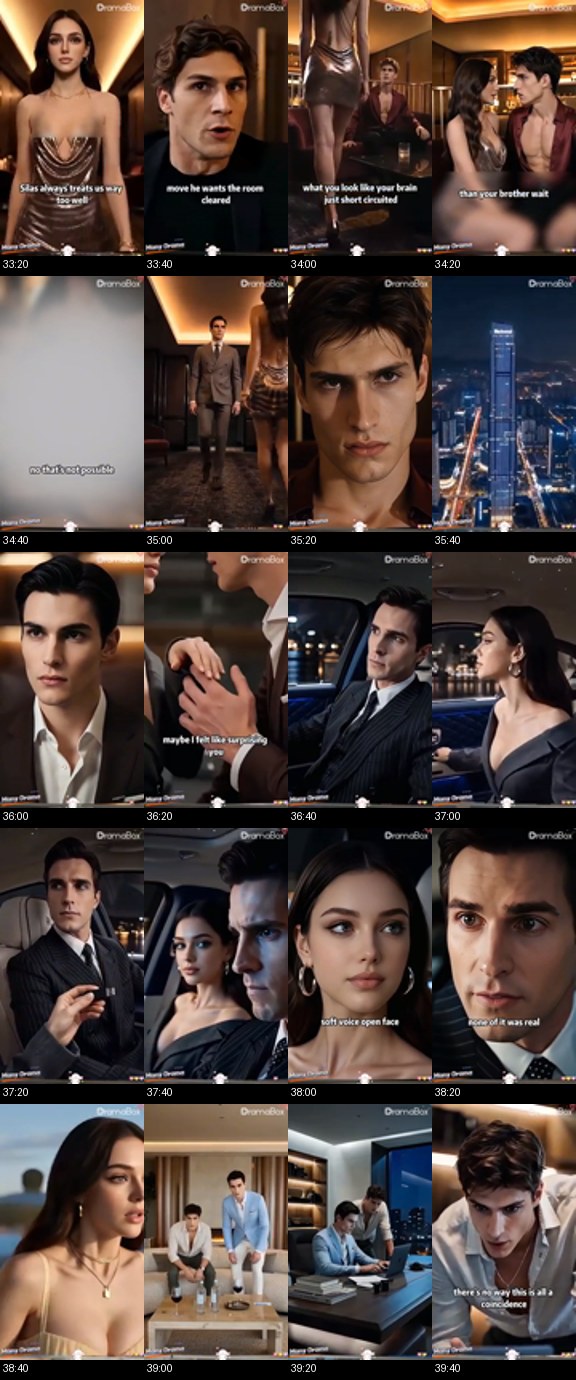 DramaBox
DramaBox
DramaBox
DramaBox
Silas always treats us way
too well
move he wants the room
cleared
what you look like your brain
just short circuited
than your brother wait
33:20
33:40
34:00
34:20
DramaBox
DramaBox
DramaBox
DramaBox
no that's not possible
34:40
35:00
35:20
35:40
DramaBox
DramaBox
DramaBox
DramaBox
maybe I felt like surprising
you
36:00
36:20
36:40
37:00
DramaBox
DramaBox
DramaBox
DramaBox
soft voice open face
none of it was real
37:20
37:40
38:00
38:20
DramaBox
DramaBox
DramaBox
DramaBox
there's no way this is all a
coincidence
38:40
39:00
39:20
39:40